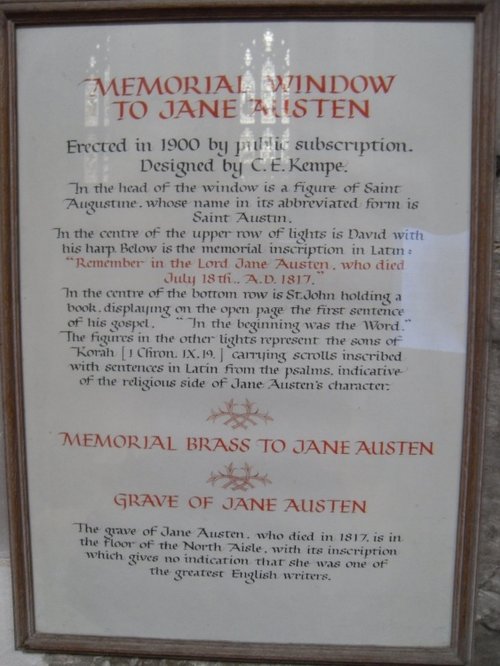 MEMORIAL WINDOW
TO JANE AUSTEN
Erected in 1900 by public subscription.
Designed by C.E. Kempe.
In the head of the window is a figure of Saint
Augustine, whose name in its abbreviated form is
Saint Austin.
In the centre of the upper row of lights is David with
his harp. Below is the memorial inscription in Latin:
"Remember in the Lord, Jane Austen, who died
July 18th., A.D. 1817."
In the centre of the bottom row is St. John holding a
book, displaying on the open page the first sentence
of his gospel, "In the beginning was the Word."
The figures in the other lights represent the sons of
Korah [1 Chron. IX. 19.] carrying scrolls inscribed
with sentences in Latin from the psalms, indicative
of the religious side of Jane Austen's character.
MEMORIAL BRASS TO JANE AUSTEN
GRAVE OF JANE AUSTEN
The grave of Jane Austen, who died in 1817, is in
the floor of the North Aisle, with its inscription
which gives no indication that she was one of
the greatest English writers.